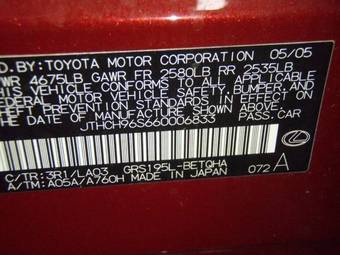 D.BY: TOYOTA MOTOR CORPORATION 05/05
WR 4675LB GAWR FR 2580LB RR 2535LB
THIS VEHICLE CONFORMS TO ALL APPLICABLE
FEDERAL MOTOR VEHICLE SAFETY, BUMPER, AND
THEFT PREVENTION STANDARDS IN EFFECT ON
THE DATE OF MANUFACTURE SHOWN ABOVE.
JTHCH96S660006833 PASS.CAR
C/TR: 3R1/LA03 GRS195L-BETQHA
A/TM: A05A/A760H MADE IN JAPAN 072 A